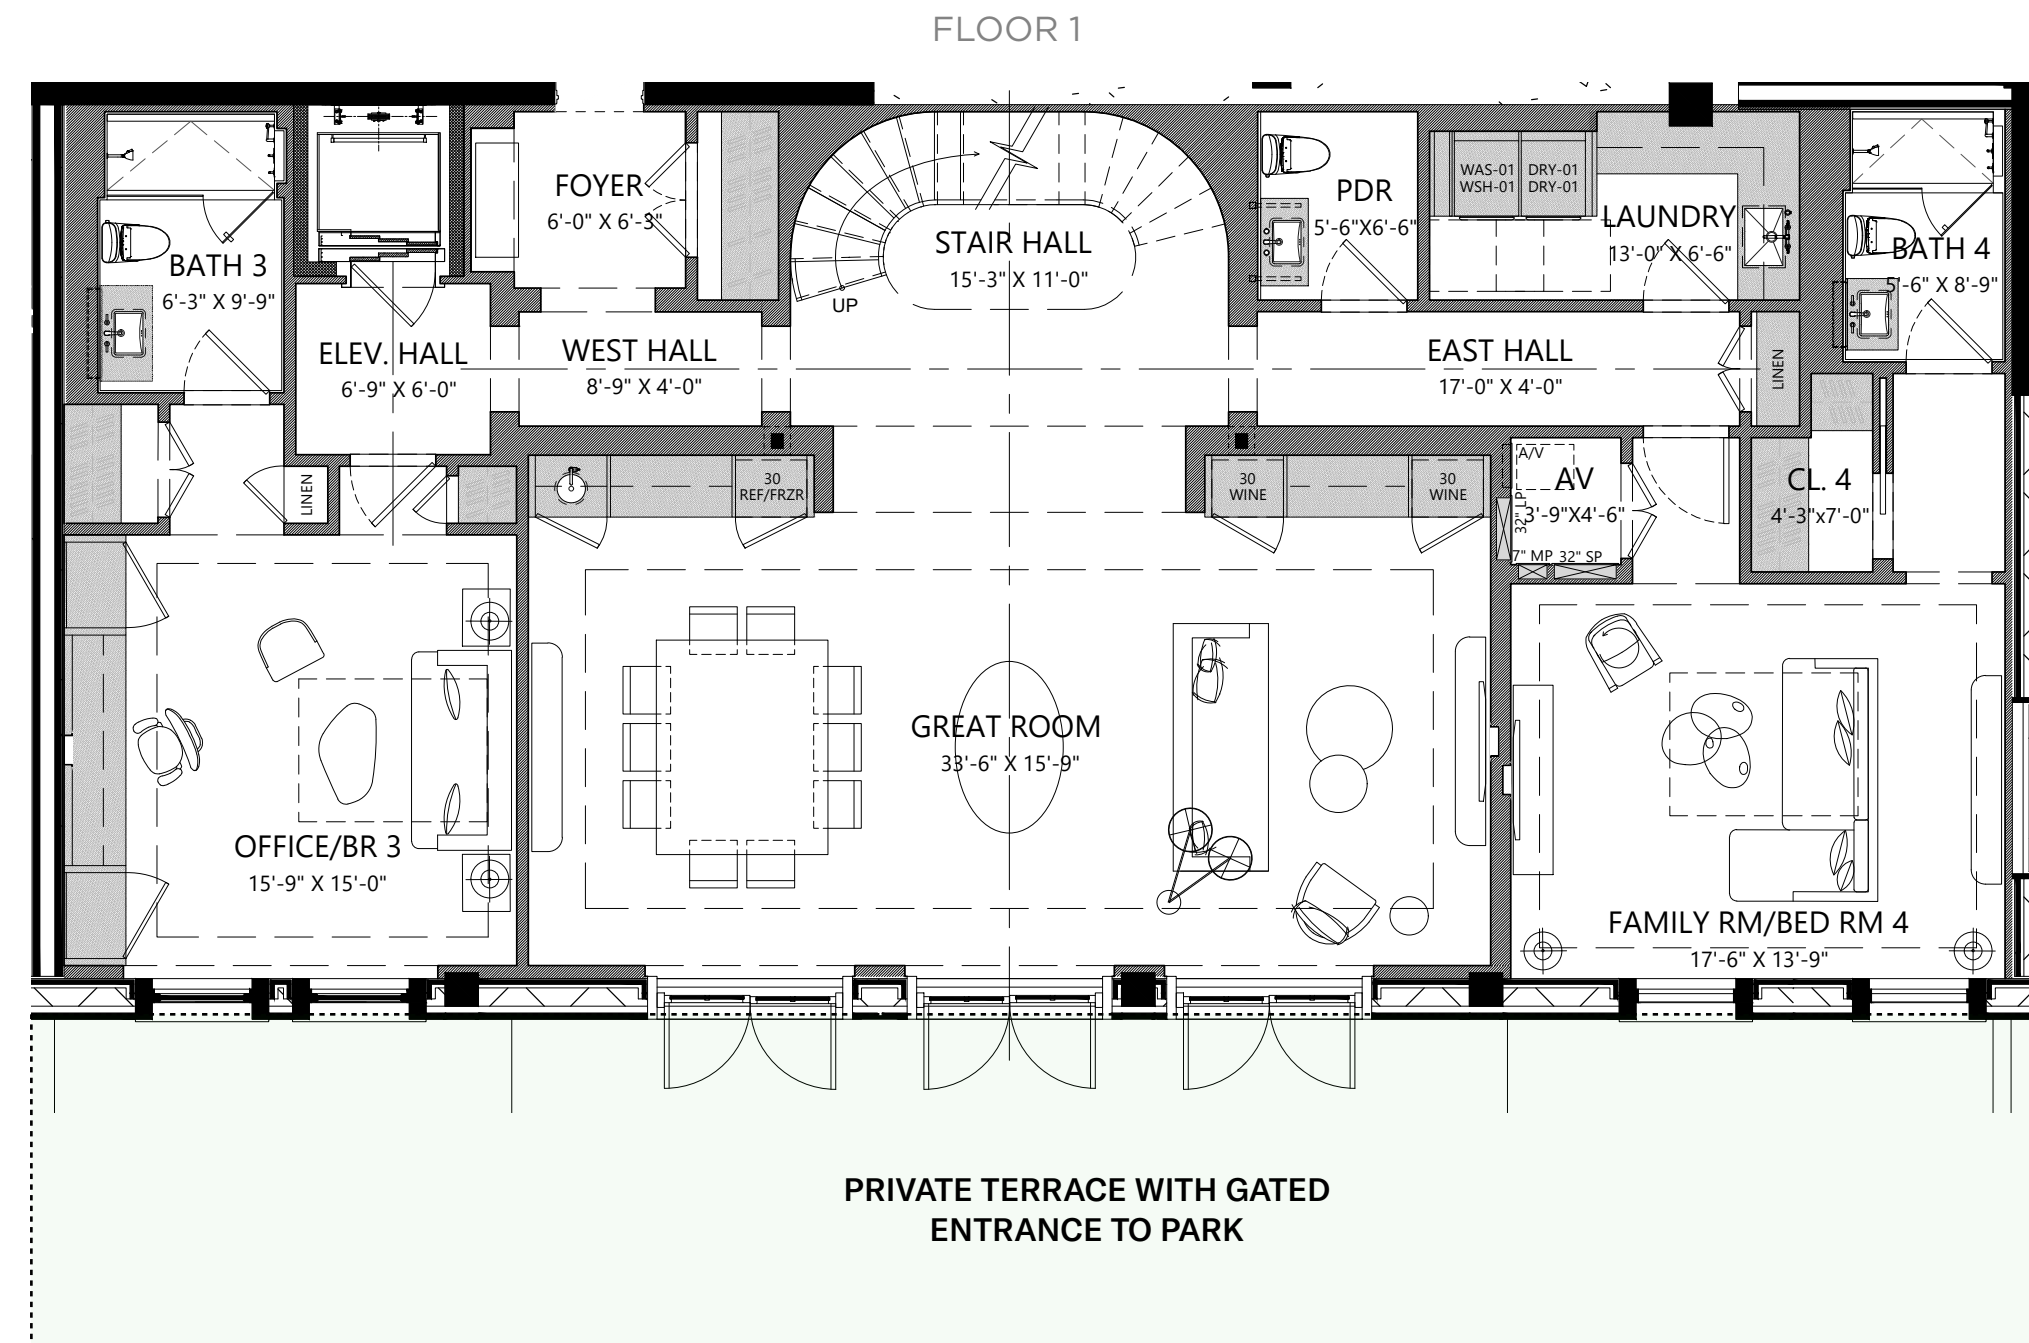 FLOOR 1
FOYER
6'-0" X 6'-3"
BATH 3
6'-3" X 9'-9"
ELEV. HALL
6'-9" X 6'-0"
WEST HALL
8'-9" X 4'-0"
STAIR HALL
15'-3" X 11'-0"
UP
PDR
5'-6"X6'-6"
WAS-01
WSH-01
DRY-01
DRY-01
LAUNDRY
13'-0" X 6'-6"
BATH 4
5'-6" X 8'-9"
EAST HALL
17'-0" X 4'-0"
LINEN
LINEN
30
REF/FRZR
30
WINE
30
WINE
A/V
AV
3'-9"X4'-6"
32" LP
7" MP
32" SP
CL. 4
4'-3"x7'-0"
GREAT ROOM
33'-6" X 15'-9"
OFFICE/BR 3
15'-9" X 15'-0"
FAMILY RM/BED RM 4
17'-6" X 13'-9"
PRIVATE TERRACE WITH GATED
ENTRANCE TO PARK